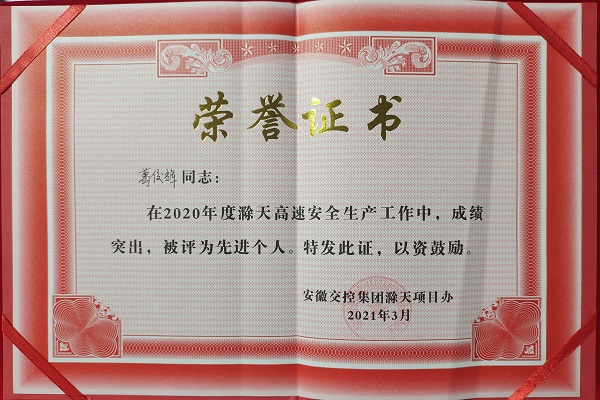 荣誉证书
葛俊辉同志：
在2020年度滁天高速安全生产工作中，成绩
突出，被评为先进个人。特发此证，以资鼓励。
安徽交控集团滁天项目办
2021年3月